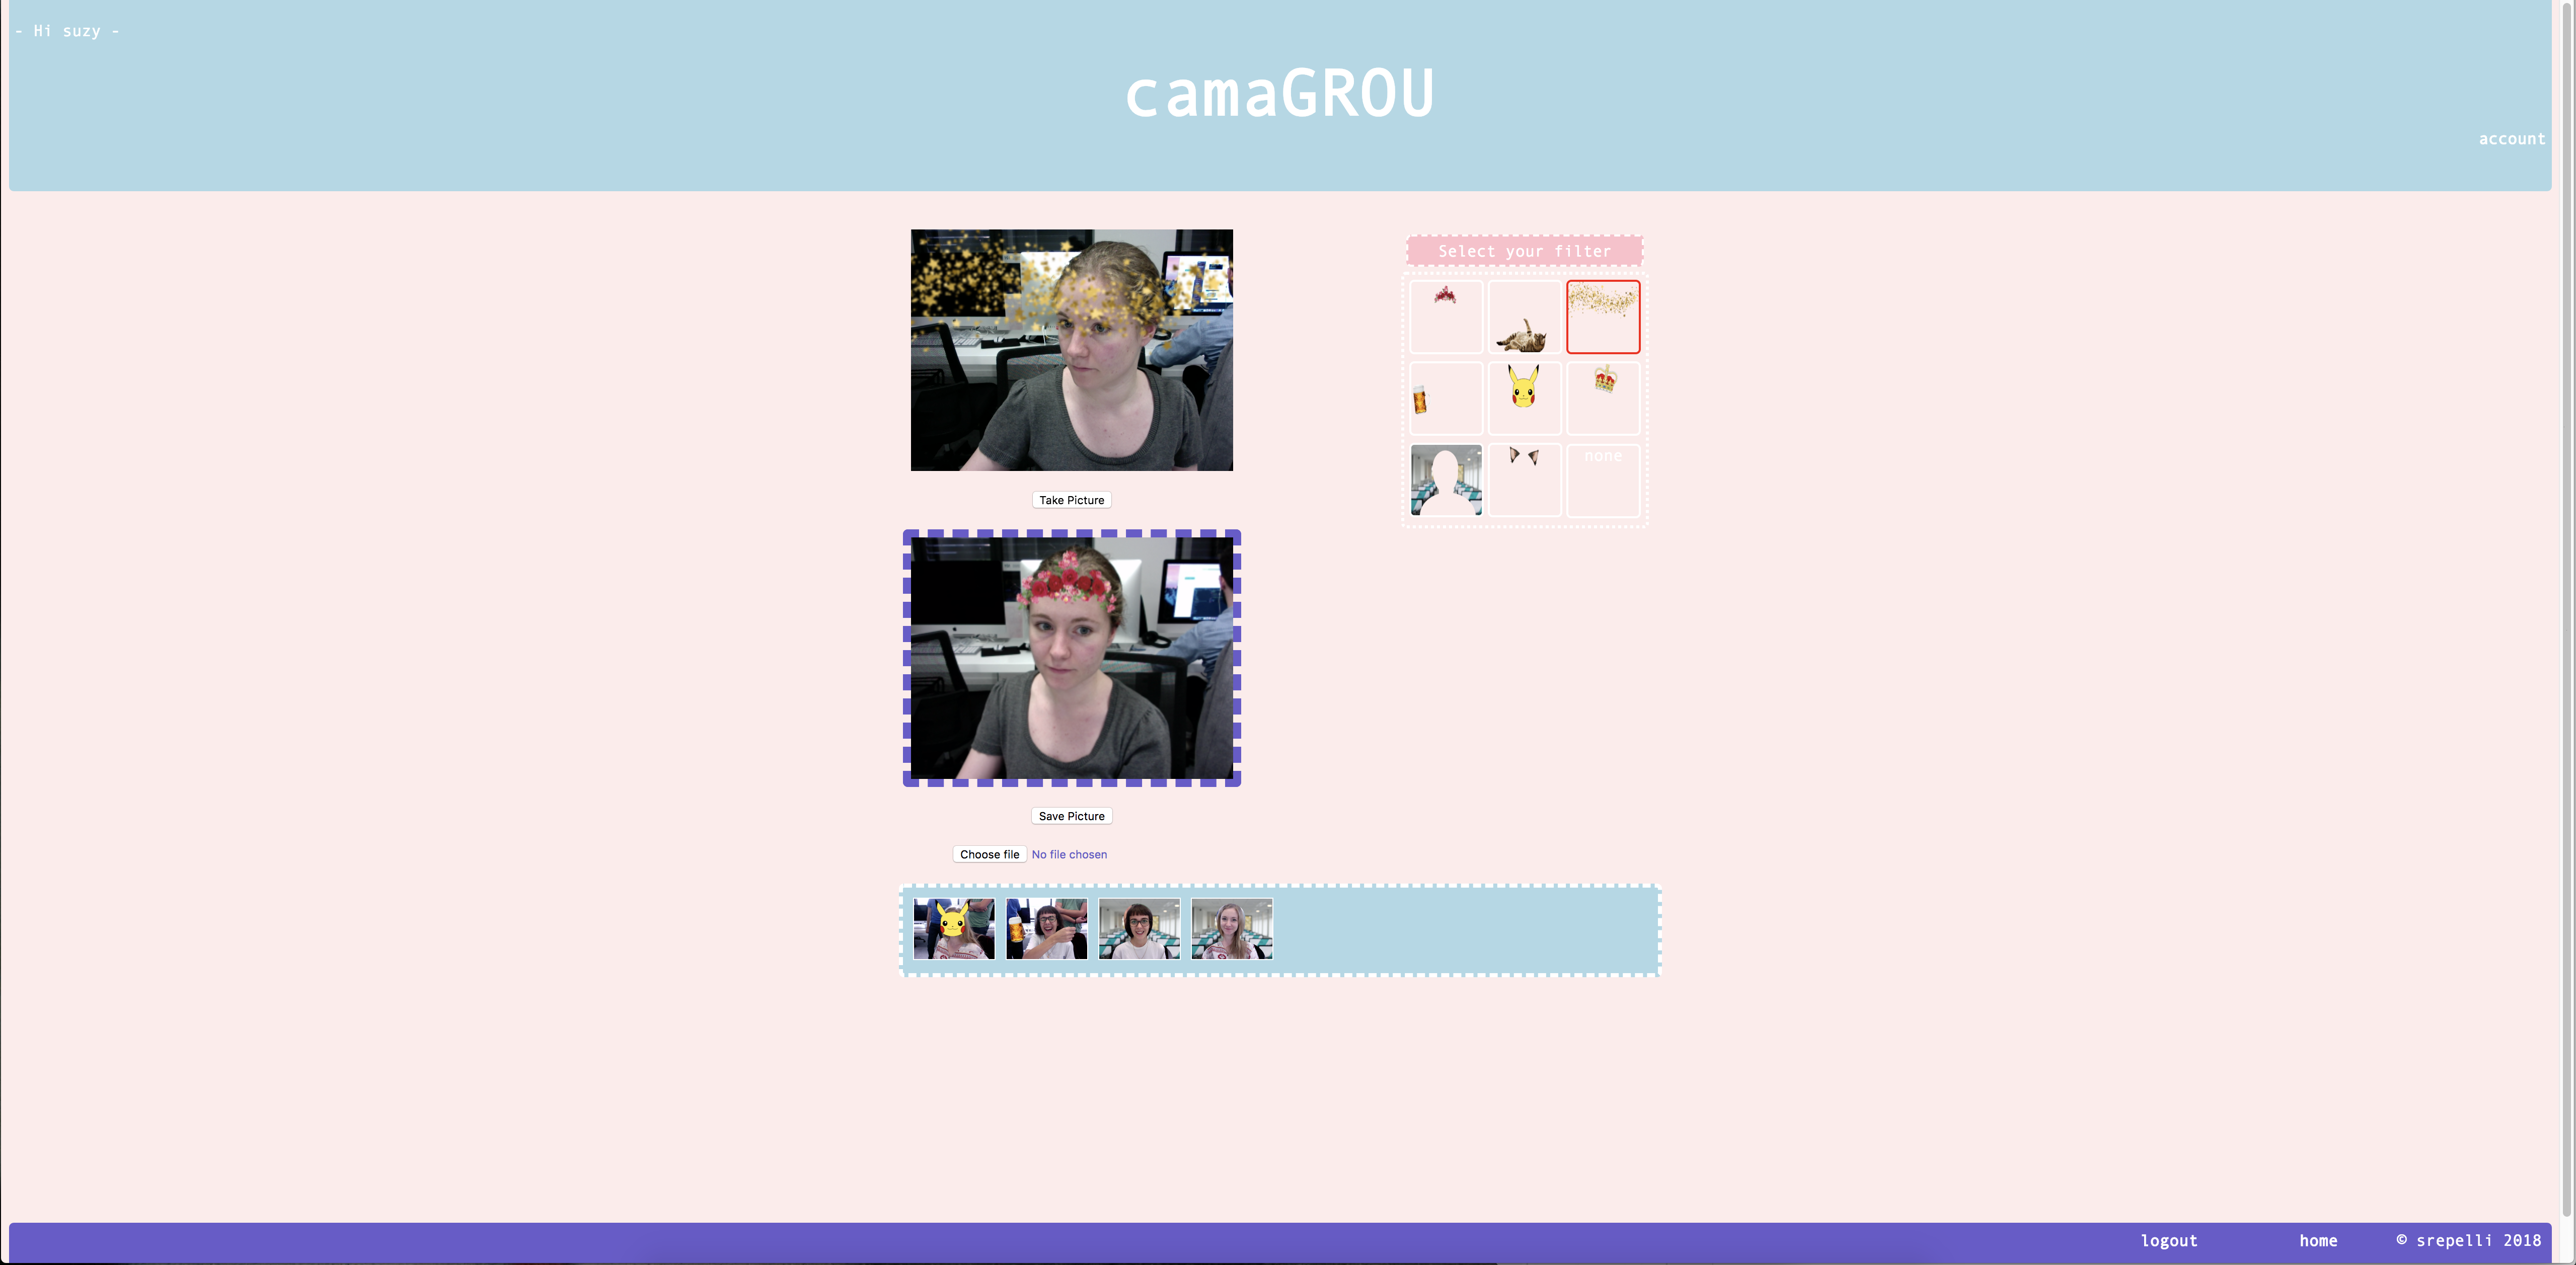 - Hi suzy -
camaGROU
account
Select your filter
none
Take Picture
Save Picture
Choose file No file chosen
logout home © srepelli 2018